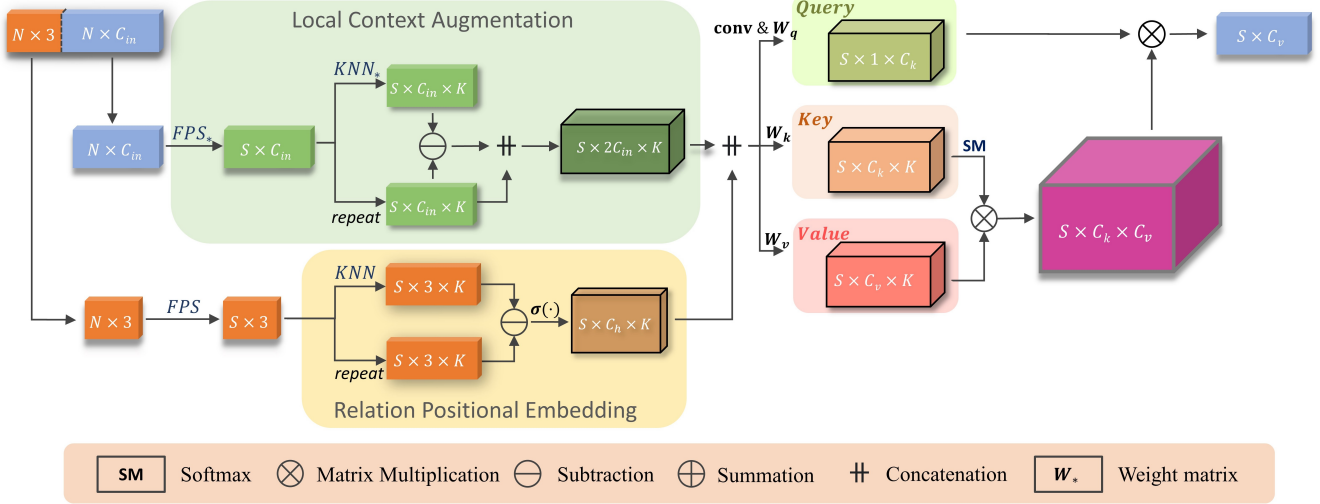 N × 3
N × C_in
Local Context Augmentation
Query
conv & W_q
S × 1 × C_k
S × C_v
KNN_*
S × C_in × K
N × C_in
FPS_*
S × C_in
S × 2C_in × K
W_k
Key
S × C_k × K
SM
repeat
S × C_in × K
W_v
Value
S × C_v × K
S × C_k × C_v
KNN
S × 3 × K
N × 3
FPS
S × 3
σ(·)
S × C_h × K
repeat
S × 3 × K
Relation Positional Embedding
SM Softmax
Matrix Multiplication
Subtraction
Summation
Concatenation
W_* Weight matrix